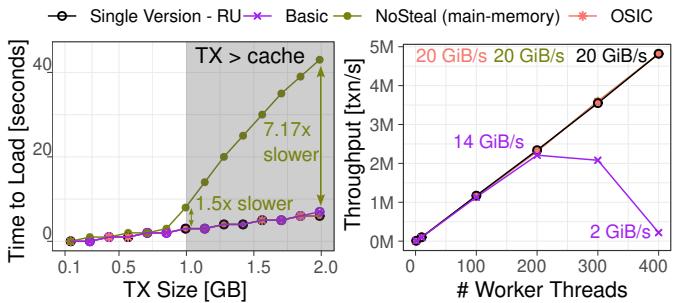 Single Version - RU Basic NoSteal (main-memory) OSIC
Time to Load [seconds]
40
20
0
TX > cache
7.17x
slower
1.5x slower
0.1 0.5 1.0 1.5 2.0
TX Size [GB]
Throughput [txn/s]
5M
4M
3M
2M
1M
0M
20 GiB/s 20 GiB/s 20 GiB/s
14 GiB/s
2 GiB/s
0 100 200 300 400
# Worker Threads